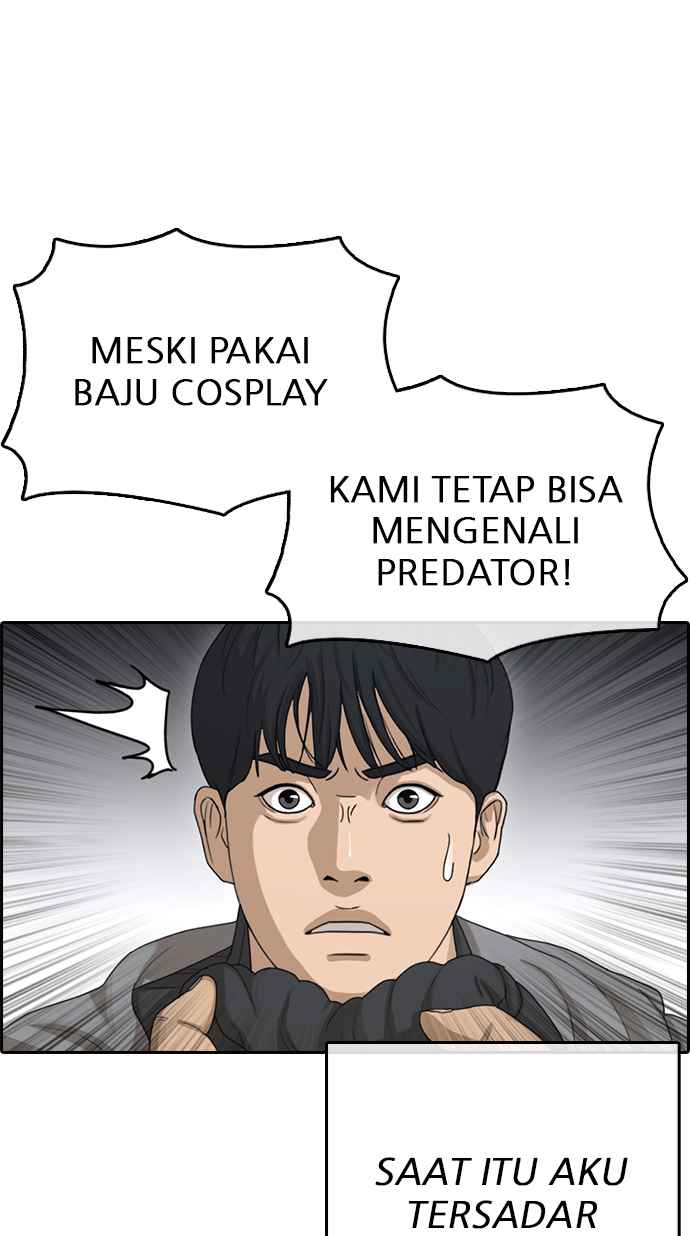 MESKI PAKAI
BAJU COSPLAY
KAMI TETAP BISA
MENGENALI
PREDATOR!
SAAT ITU AKU
TERSADAR